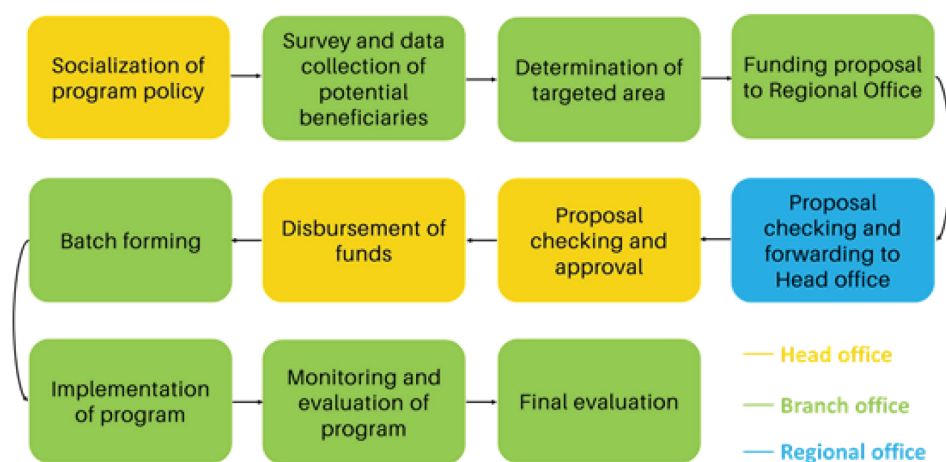 Socialization of
program policy
Survey and data
collection of
potential
beneficiaries
Determination of
targeted area
Funding proposal
to Regional Office
Batch forming
Disbursement of
funds
Proposal
checking and
approval
Proposal
checking and
forwarding to
Head office
Implementation
of program
Monitoring and
evaluation of
program
Final evaluation
Head office
Branch office
Regional office